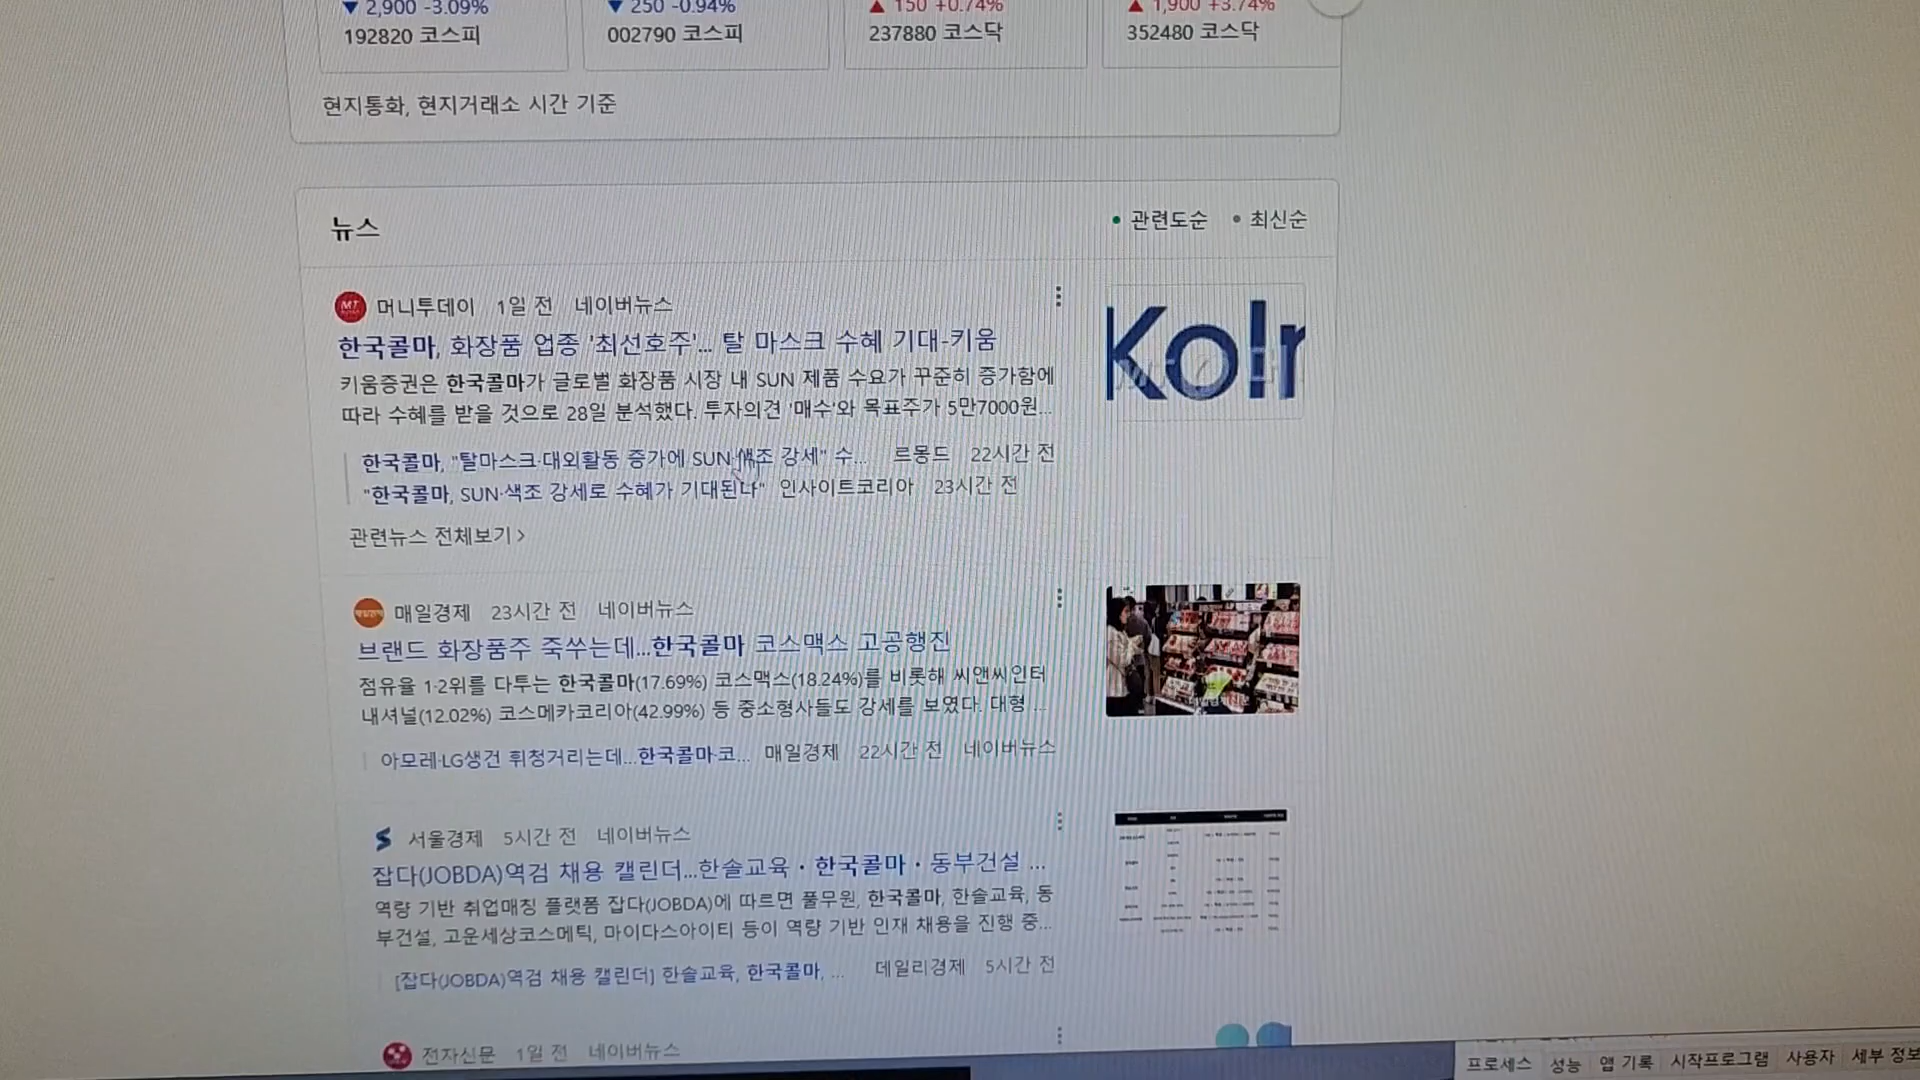 ▼ 2,900 -3.09%
192820 코스피
▼ 250 -0.94%
002790 코스피
▲ 150 +0.74%
237880 코스닥
▲ 1,900 +3.74%
352480 코스닥
현지통화, 현지거래소 시간 기준
뉴스
관련도순 최신순
머니투데이 1일 전 네이버뉴스
한국콜마, 화장품 업종 '최선호주'... 탈 마스크 수혜 기대-키움
키움증권은 한국콜마가 글로벌 화장품 시장 내 SUN 제품 수요가 꾸준히 증가함에
따라 수혜를 받을 것으로 28일 분석했다. 투자의견 '매수'와 목표주가 5만7000원...
한국콜마, "탈마스크·대외활동 증가에 SUN·색조 강세" 수... 르몽드 22시간 전
"한국콜마, SUN·색조 강세로 수혜가 기대된다" 인사이트코리아 23시간 전
관련뉴스 전체보기 >
Kolm
매일경제 23시간 전 네이버뉴스
브랜드 화장품주 죽쑤는데...한국콜마 코스맥스 고공행진
점유율 1·2위를 다투는 한국콜마(17.69%) 코스맥스(18.24%)를 비롯해 씨앤씨인터
내셔널(12.02%) 코스메카코리아(42.99%) 등 중소형사들도 강세를 보였다. 대형 ...
아모레·LG생건 휘청거리는데...한국콜마·코... 매일경제 22시간 전 네이버뉴스
서울경제 5시간 전 네이버뉴스
잡다(JOBDA)역검 채용 캘린더...한솔교육·한국콜마·동부건설 ...
역량 기반 취업매칭 플랫폼 잡다(JOBDA)에 따르면 풀무원, 한국콜마, 한솔교육, 동
부건설, 고운세상코스메틱, 마이다스아이티 등이 역량 기반 인재 채용을 진행 중...
[잡다(JOBDA)역검 채용 캘린더] 한솔교육, 한국콜마, ... 데일리경제 5시간 전
전자신문 1일 전 네이버뉴스
프로세스 성능 앱 기록 시작프로그램 사용자 세부 정보